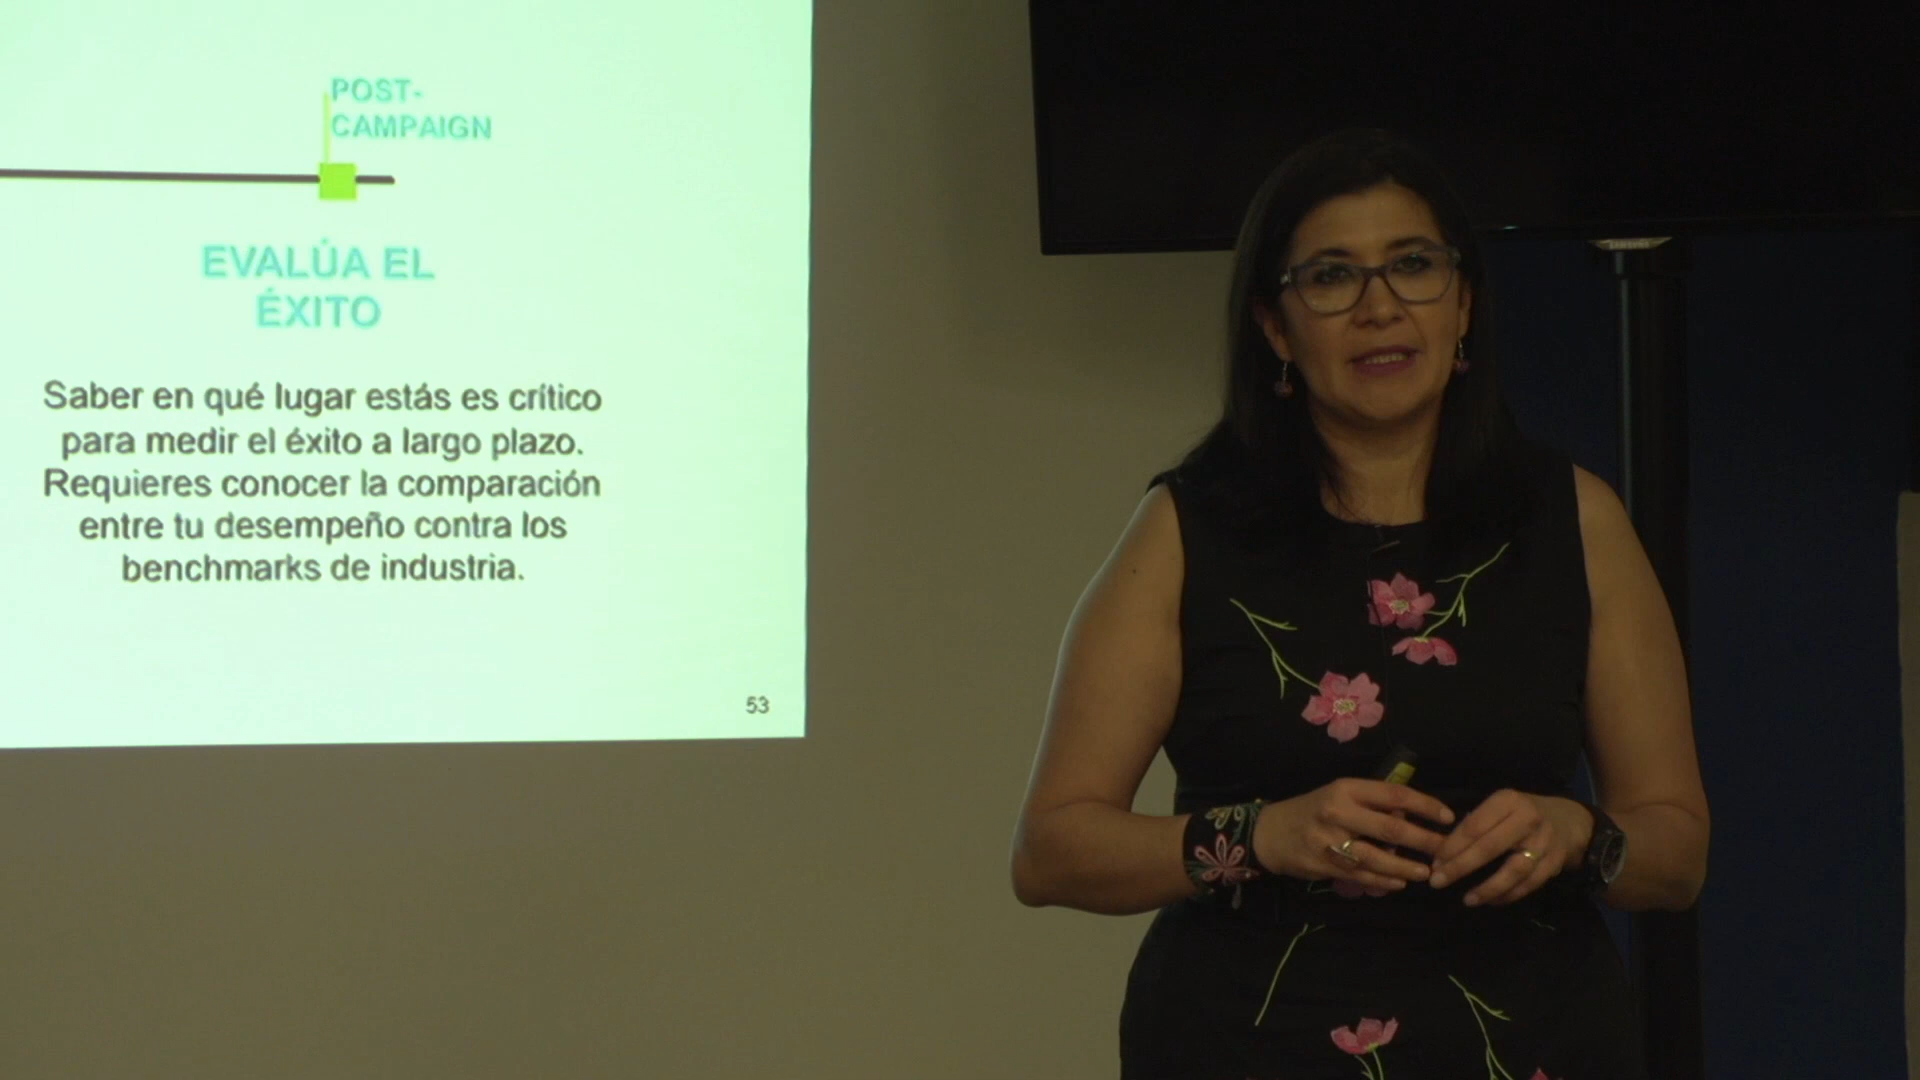 POST-
CAMPAIGN
EVALÚA EL
ÉXITO
Saber en qué lugar estás es crítico
para medir el éxito a largo plazo.
Requieres conocer la comparación
entre tu desempeño contra los
benchmarks de industria.
53
SAMSUNG